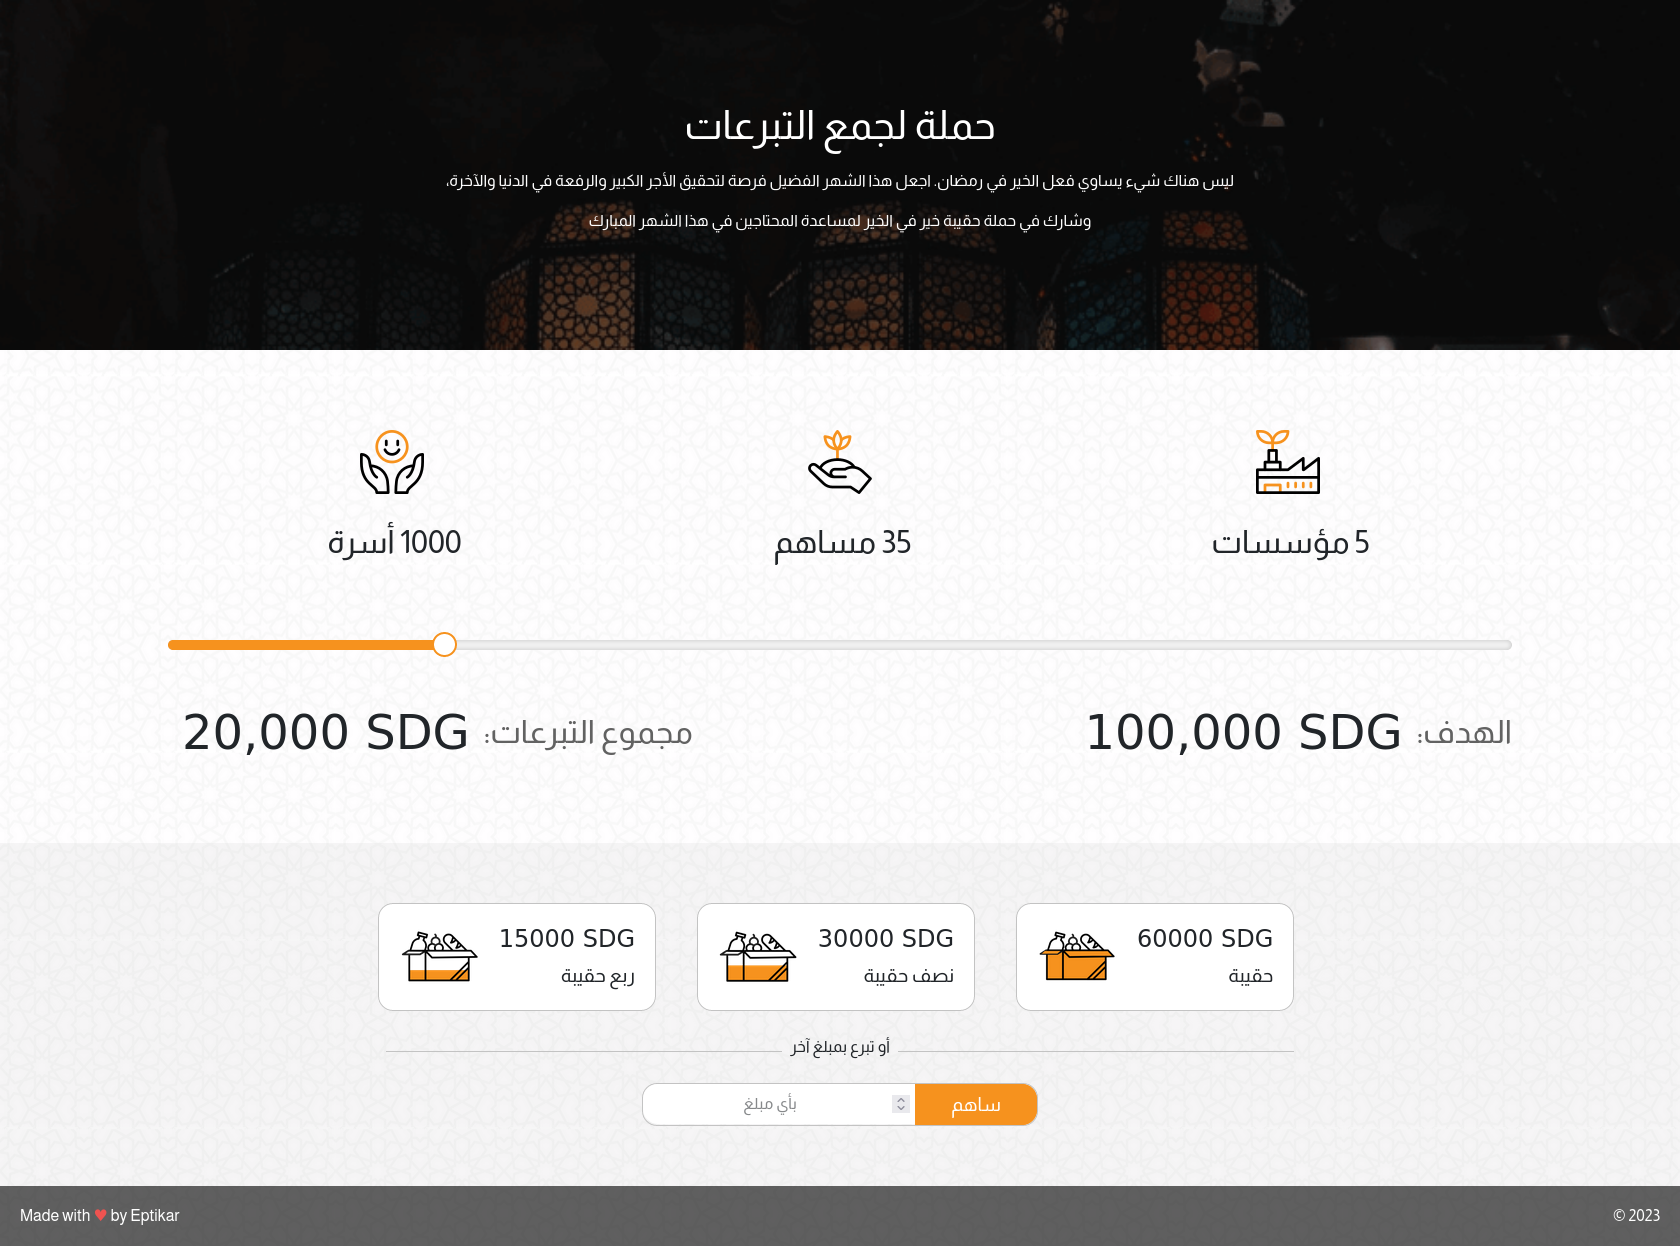 حملة لجمع التبرعات
ليس هناك شيء يساوي فعل الخير في رمضان. اجعل هذا الشهر الفضيل فرصة لتحقيق الأجر الكبير والرفعة في الدنيا والآخرة،
وشارك في حملة حقيبة خير في الخير لمساعدة المحتاجين في هذا الشهر المبارك
5 مؤسسات
35 مساهم
1000 أسرة
الهدف: 100,000 SDG
مجموع التبرعات: 20,000 SDG
60000 SDG
حقيبة
30000 SDG
نصف حقيبة
15000 SDG
ربع حقيبة
أو تبرع بمبلغ آخر
ساهم
بأي مبلغ
© 2023
Made with ♥ by Eptikar